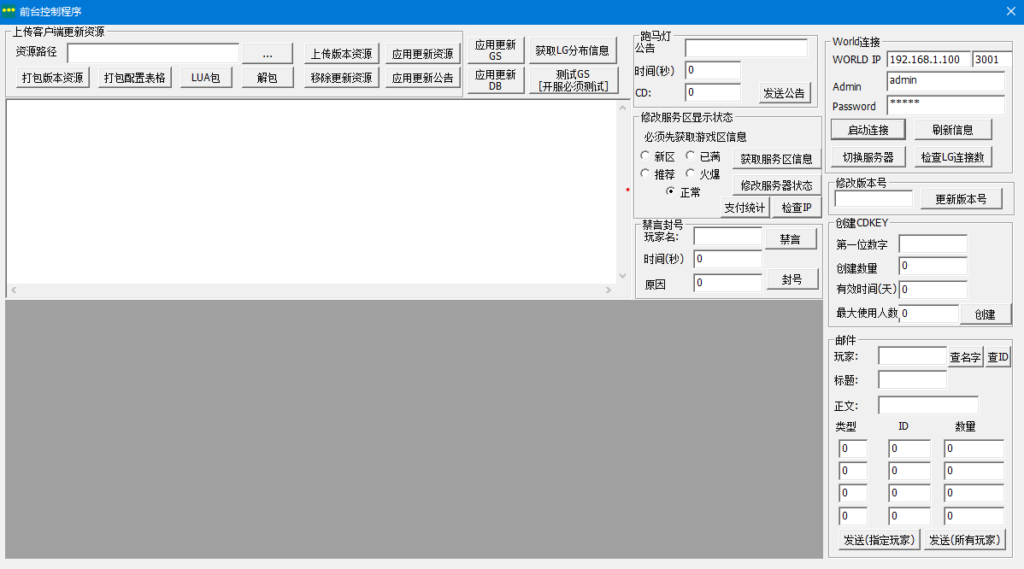 前台控制程序
上传客户端更新资源
资源路径
...
上传版本资源
应用更新资源
打包版本资源
打包配置表格
LUA包
解包
移除更新资源
应用更新公告
应用更新
GS
获取LG分布信息
应用更新
DB
测试GS
[开服必须测试]
跑马灯
公告
时间(秒)
0
CD:
0
发送公告
修改服务区显示状态
必须先获取游戏区信息
新区
已满
获取服务区信息
推荐
火爆
正常
修改服务器状态
支付统计
检查IP
禁言封号
玩家名:
禁言
时间(秒)
0
原因
0
封号
World连接
WORLD IP
192.168.1.100
3001
Admin
admin
Password
*****
启动连接
刷新信息
切换服务器
检查LG连接数
修改版本号
更新版本号
创建CDKEY
第一位数字
创建数量
0
有效时间(天)
0
最大使用人数
0
创建
邮件
玩家:
查名字
查ID
标题:
正文:
类型
ID
数量
0
0
0
0
0
0
0
0
0
0
0
0
发送(指定玩家)
发送(所有玩家)